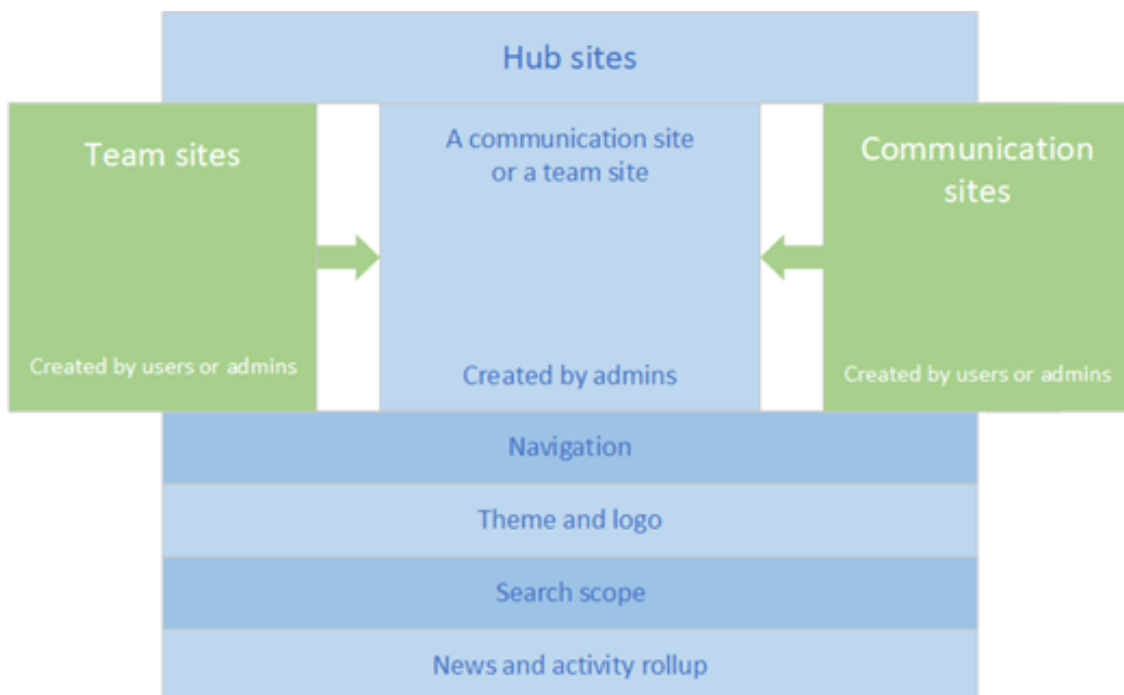 Hub sites
Team sites
Created by users or admins
A communication site
or a team site
Created by admins
Communication
sites
Created by users or admins
Navigation
Theme and logo
Search scope
News and activity rollup